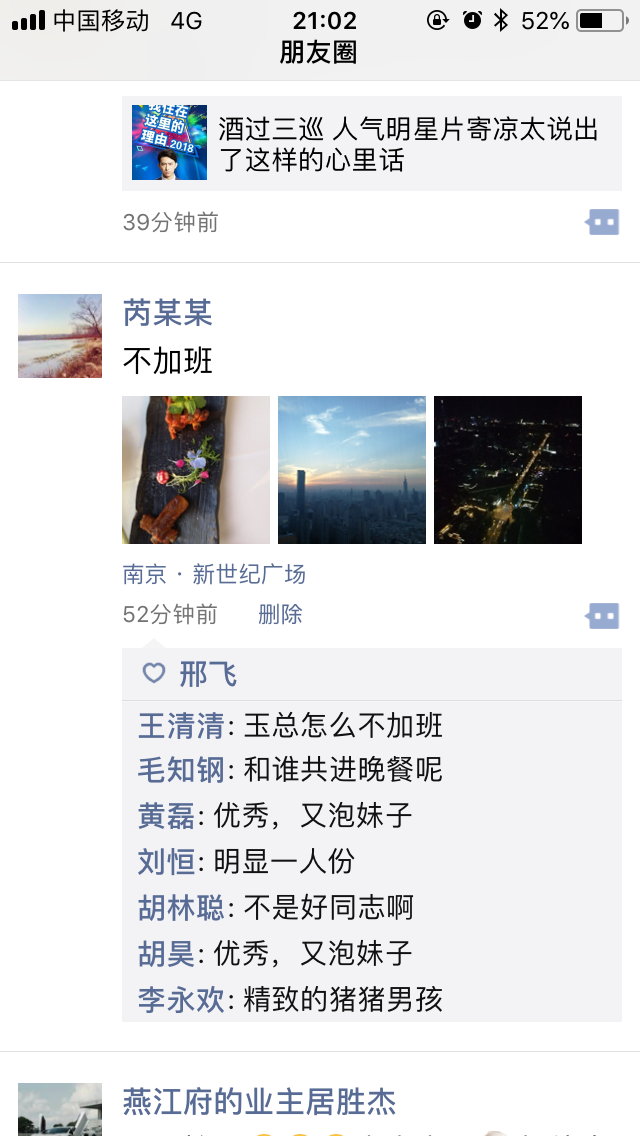 中国移动 4G 21:02 52%
朋友圈
我住在
这里的
理由 2018
酒过三巡 人气明星片寄凉太说出
了这样的心里话
39分钟前
芮某某
不加班
南京 · 新世纪广场
52分钟前 删除
邢飞
王清清: 玉总怎么不加班
毛知钢: 和谁共进晚餐呢
黄磊: 优秀，又泡妹子
刘恒: 明显一人份
胡林聪: 不是好同志啊
胡昊: 优秀，又泡妹子
李永欢: 精致的猪猪男孩
燕江府的业主居胜杰